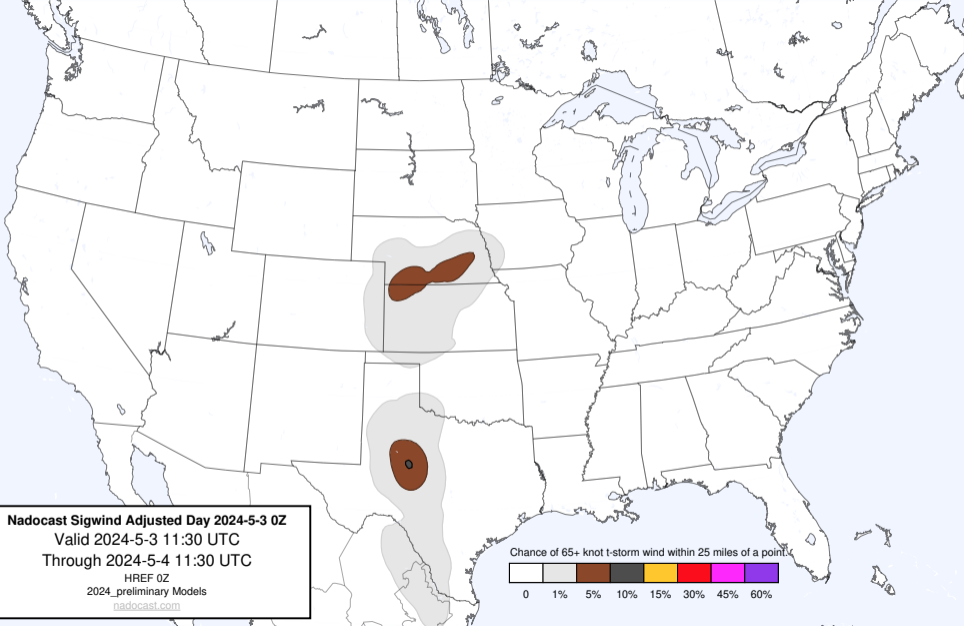 Nadocast Sigwind Adjusted Day 2024-5-3 0Z
Valid 2024-5-3 11:30 UTC
Through 2024-5-4 11:30 UTC
HREF 0Z
2024_preliminary Models
nadocast.com
Chance of 65+ knot t-storm wind within 25 miles of a point.
0 1% 5% 10% 15% 30% 45% 60%